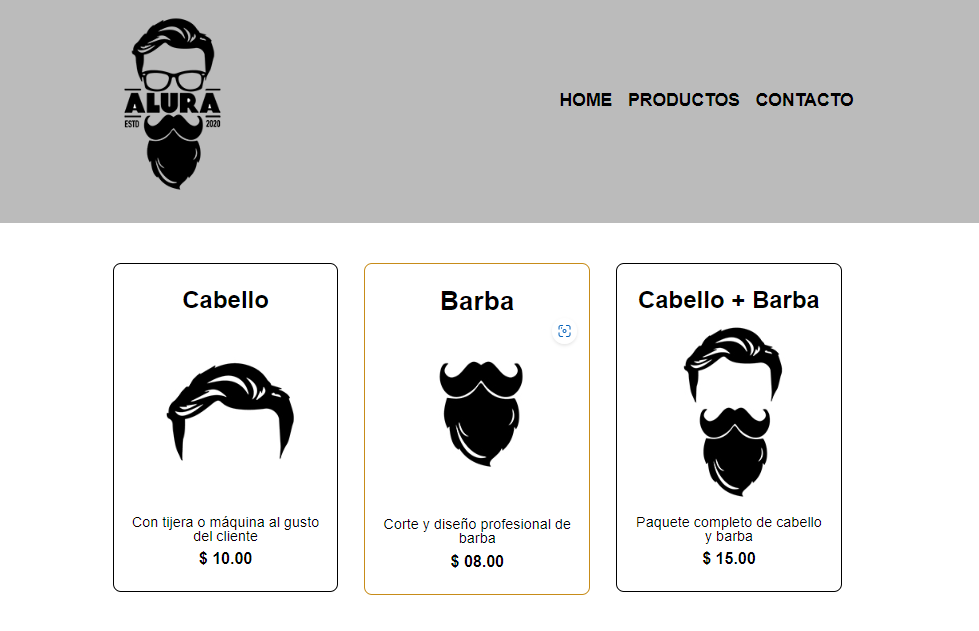 ALURA
ESTD 2020
HOME PRODUCTOS CONTACTO
Cabello
Con tijera o máquina al gusto
del cliente
$ 10.00
Barba
Corte y diseño profesional de
barba
$ 08.00
Cabello + Barba
Paquete completo de cabello
y barba
$ 15.00